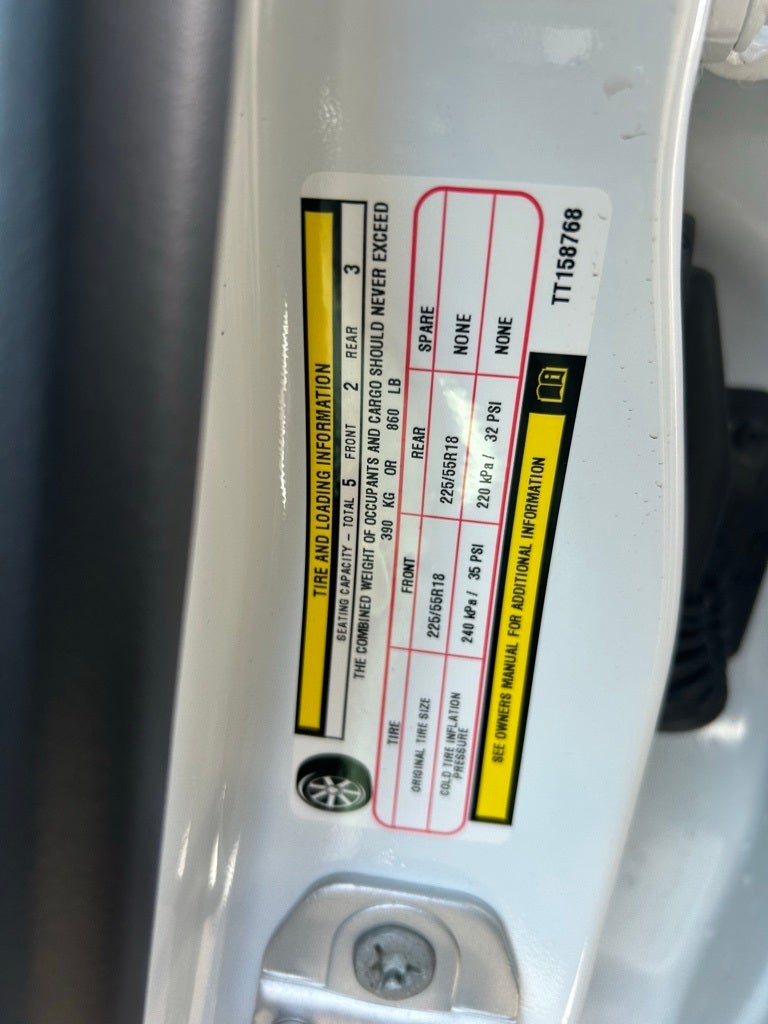 TIRE AND LOADING INFORMATION
SEATING CAPACITY – TOTAL 5 FRONT 2 REAR 3
THE COMBINED WEIGHT OF OCCUPANTS AND CARGO SHOULD NEVER EXCEED
390 KG OR 860 LB
TIRE FRONT REAR SPARE
ORIGINAL TIRE SIZE 225/55R18 225/55R18 NONE
COLD TIRE INFLATION PRESSURE 240 kPa / 35 PSI 220 kPa / 32 PSI NONE
SEE OWNERS MANUAL FOR ADDITIONAL INFORMATION
TT158768